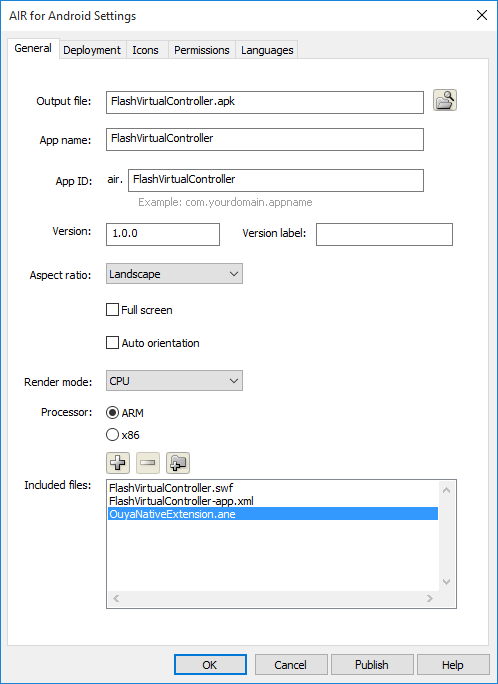 AIR for Android Settings
General Deployment Icons Permissions Languages
Output file: FlashVirtualController.apk
App name: FlashVirtualController
App ID: air. FlashVirtualController
Example: com.yourdomain.appname
Version: 1.0.0 Version label:
Aspect ratio: Landscape
Full screen
Auto orientation
Render mode: CPU
Processor: ARM
x86
Included files: FlashVirtualController.swf
FlashVirtualController-app.xml
OuyaNativeExtension.ane
OK Cancel Publish Help